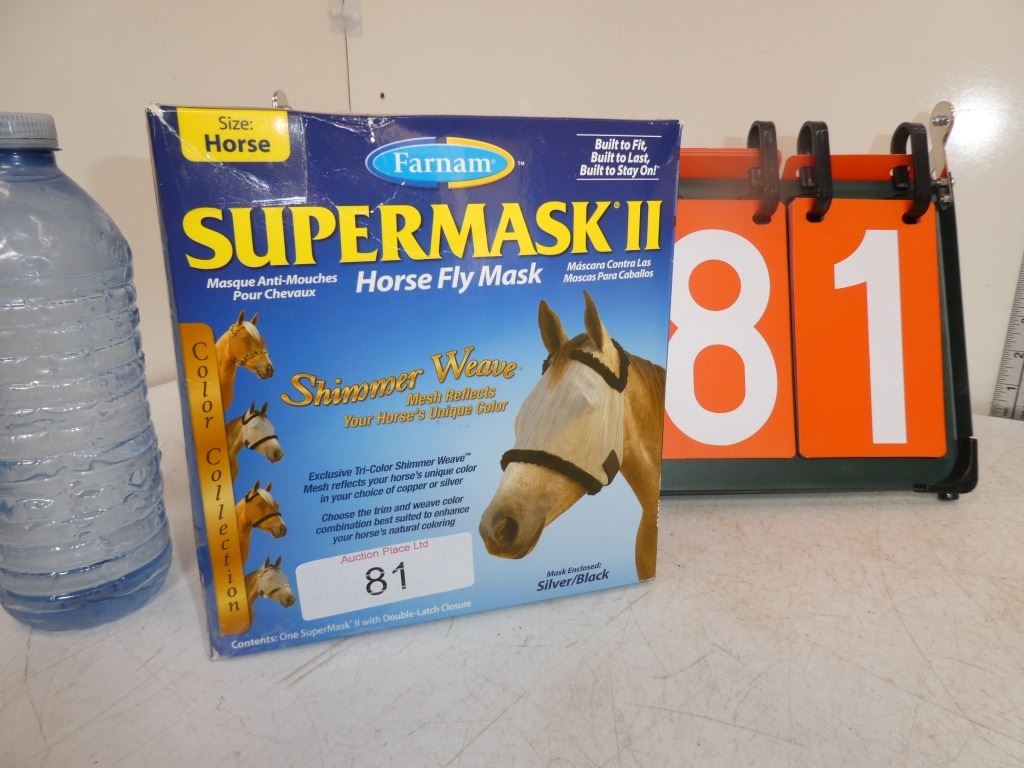 Size:
Horse
Farnam®™
Built to Fit,
Built to Last,
Built to Stay On!
SUPERMASK® II
Masque Anti-Mouches
Pour Chevaux
Horse Fly Mask
Máscara Contra Las
Moscas Para Caballos
Color Collection
Shimmer Weave™
Mesh Reflects
Your Horse's Unique Color
Exclusive Tri-Color Shimmer Weave™
Mesh reflects your horse's unique color
in your choice of copper or silver
Choose the trim and weave color
combination best suited to enhance
your horse's natural coloring
Auction Place Ltd
81
Mask Enclosed:
Silver/Black
Contents: One SuperMask® II with Double-Latch Closure
81